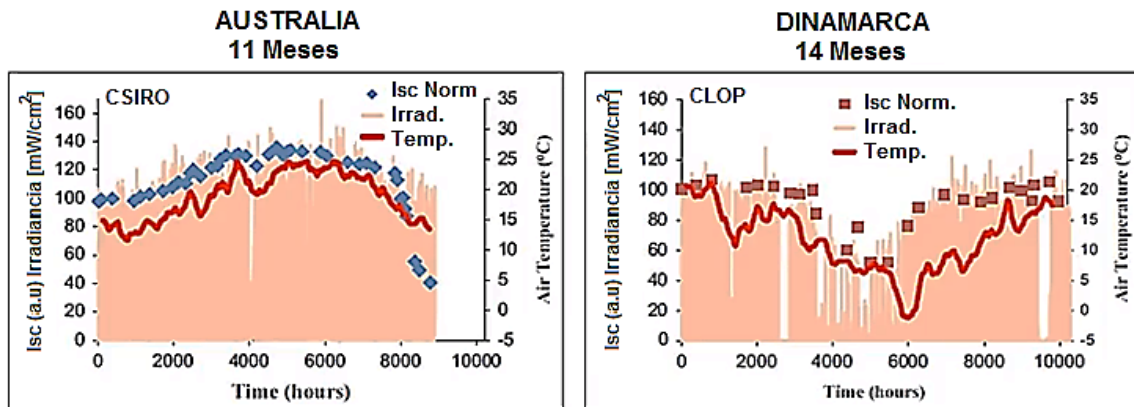 AUSTRALIA
11 Meses
CSIRO
Isc Norm
Irrad.
Temp.
Isc (a.u) Irradiancia [mW/cm²]
160
140
120
100
80
60
40
20
0
35
30
25
20
15
10
5
0
-5
Air Temperature (ºC)
0 2000 4000 6000 8000 10000
Time (hours)
DINAMARCA
14 Meses
CLOP
Isc Norm.
Irrad.
Temp.
Isc (a.u) Irradiancia [mW/cm²]
160
140
120
100
80
60
40
20
0
35
30
25
20
15
10
5
0
-5
Air Temperature (ºC)
0 2000 4000 6000 8000 10000
Time (hours)